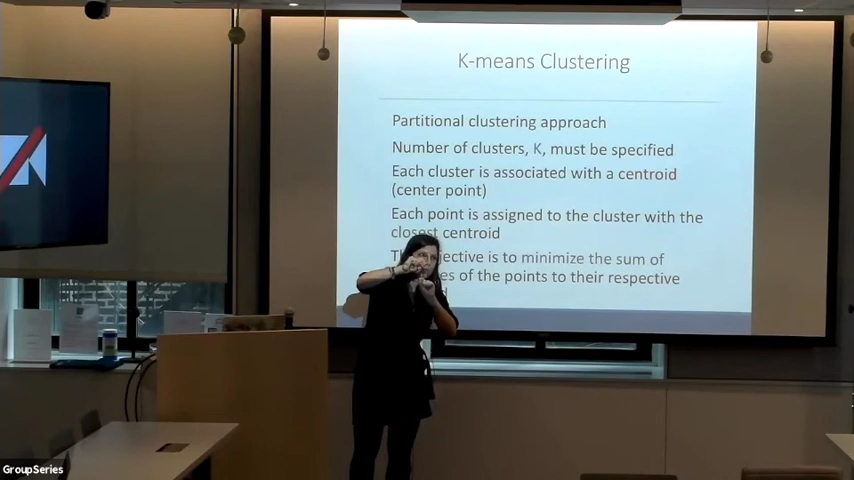 K-means Clustering
Partitional clustering approach
Number of clusters, K, must be specified
Each cluster is associated with a centroid
(center point)
Each point is assigned to the cluster with the
closest centroid
is to minimize the sum of
of the points to their respective
GroupSeries